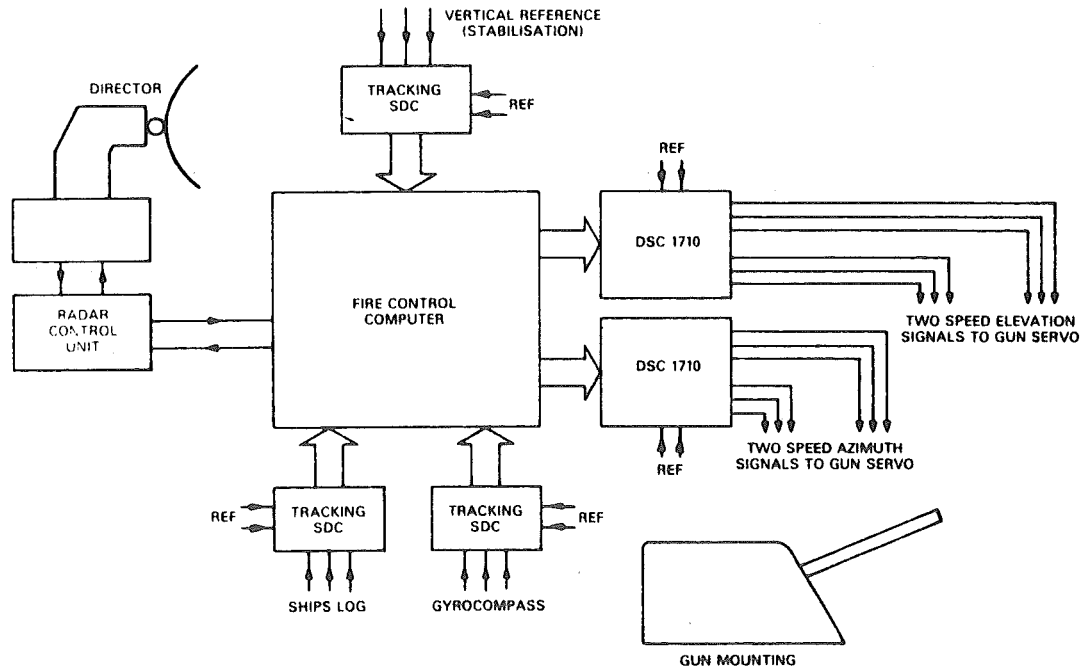 VERTICAL REFERENCE
(STABILISATION)
DIRECTOR
TRACKING
SDC
REF
REF
DSC 1710
RADAR
CONTROL
UNIT
FIRE CONTROL
COMPUTER
TWO SPEED ELEVATION
SIGNALS TO GUN SERVO
DSC 1710
REF
TWO SPEED AZIMUTH
SIGNALS TO GUN SERVO
REF
TRACKING
SDC
TRACKING
SDC
REF
SHIPS LOG
GYROCOMPASS
GUN MOUNTING